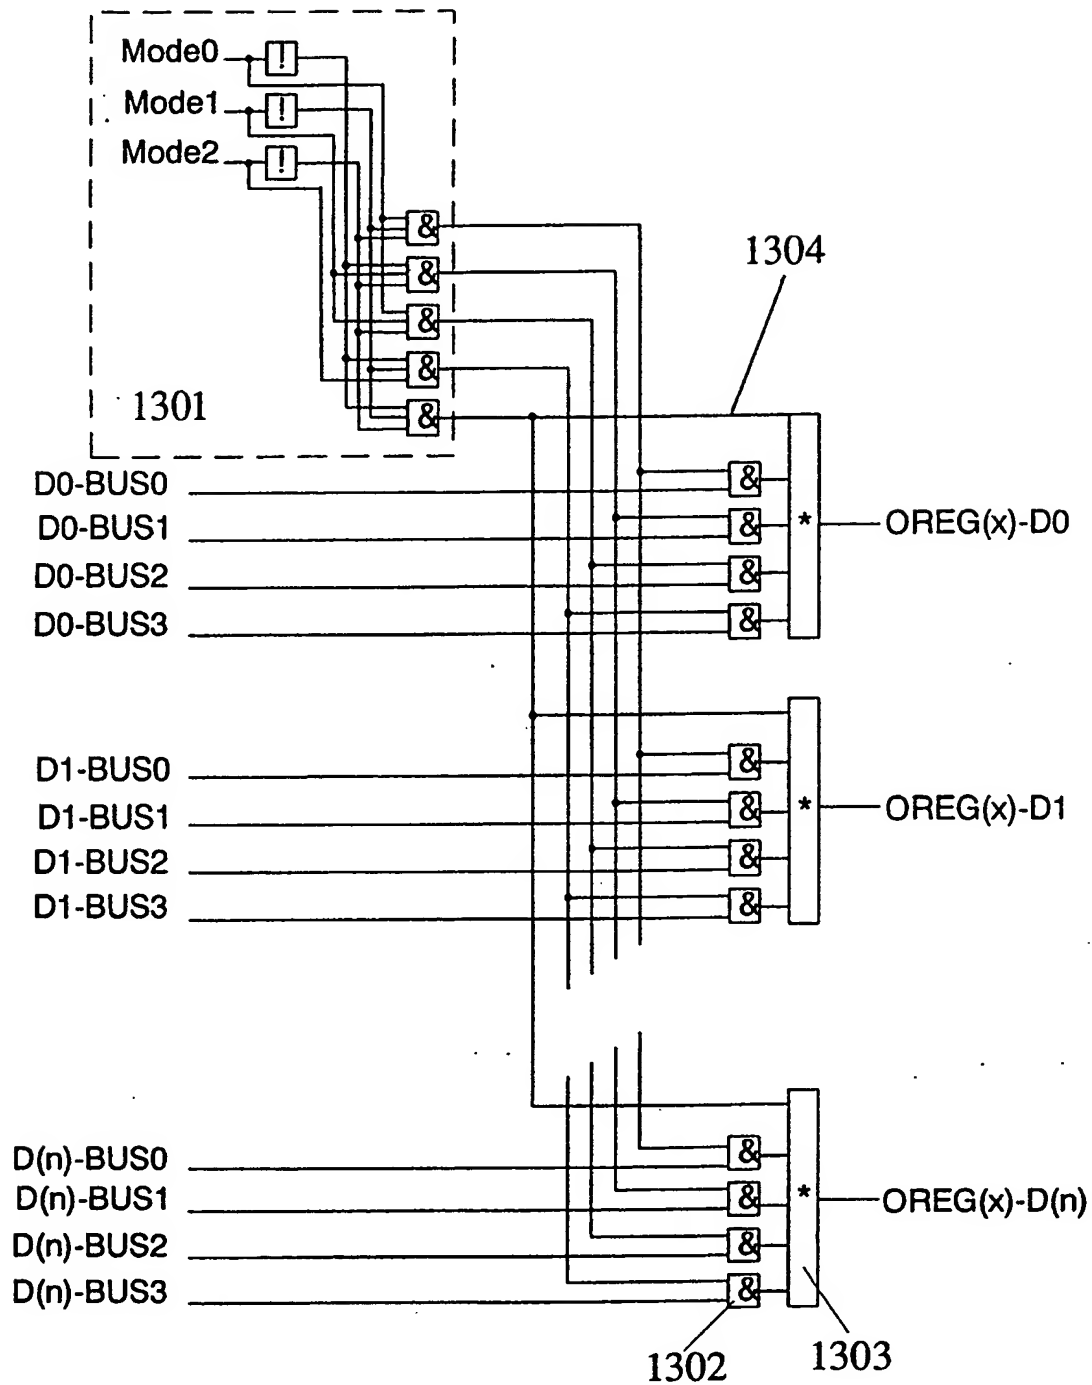 Mode0 !
Mode1 !
Mode2 !
&
&
1304
&
&
1301
&
D0-BUS0 &
D0-BUS1 & * OREG(x)-D0
D0-BUS2 &
D0-BUS3 &
D1-BUS0 &
D1-BUS1 & * OREG(x)-D1
D1-BUS2 &
D1-BUS3 &
D(n)-BUS0 &
D(n)-BUS1 & * OREG(x)-D(n)
D(n)-BUS2 &
D(n)-BUS3 &
1302 1303